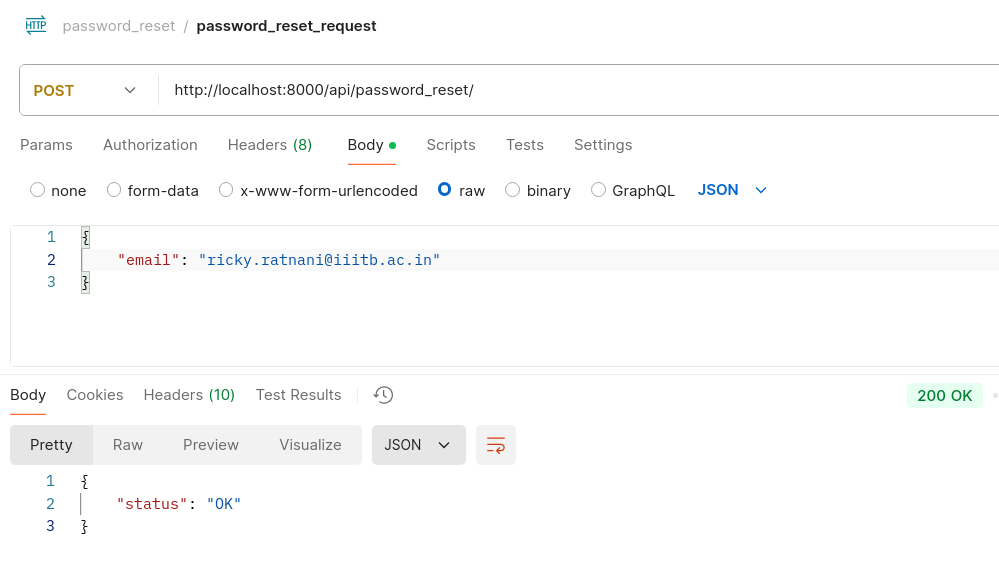 HTTP password_reset / password_reset_request
POST http://localhost:8000/api/password_reset/
Params Authorization Headers (8) Body Scripts Tests Settings
none form-data x-www-form-urlencoded raw binary GraphQL JSON
1 {
2 "email": "ricky.ratnani@iiitb.ac.in"
3 }
Body Cookies Headers (10) Test Results 200 OK
Pretty Raw Preview Visualize JSON
1 {
2 "status": "OK"
3 }